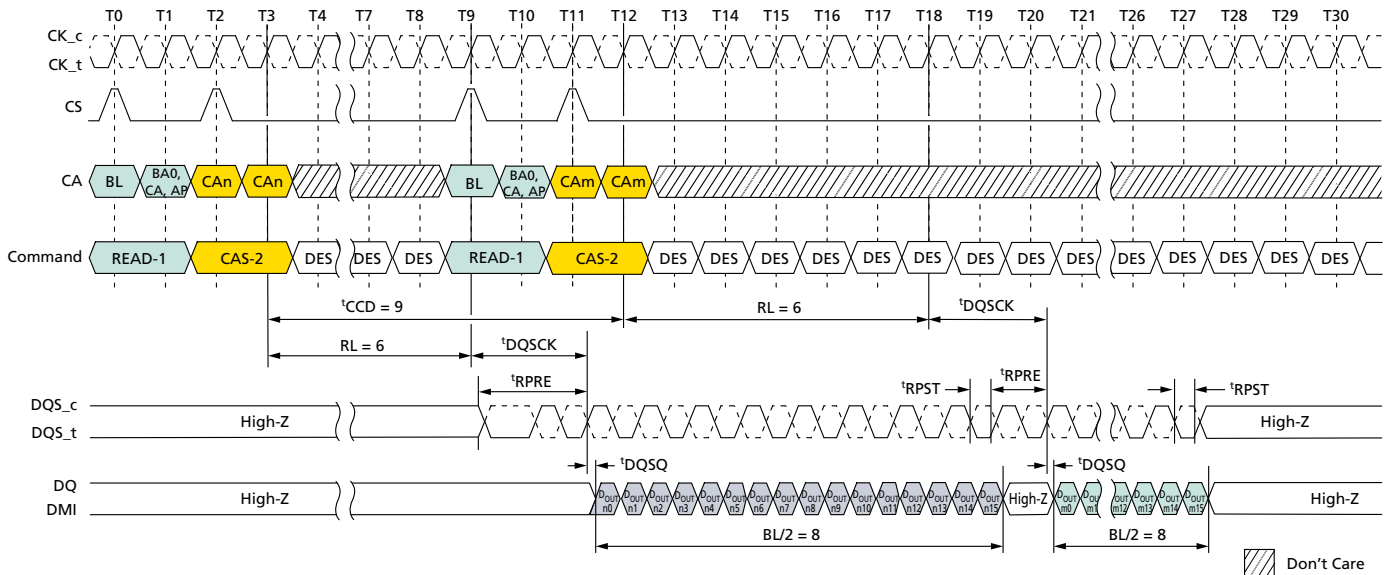 T0 T1 T2 T3 T4 T7 T8 T9 T10 T11 T12 T13 T14 T15 T16 T17 T18 T19 T20 T21 T26 T27 T28 T29 T30
CK_c
CK_t
CS
CA BL BA0, CA, AP CAn CAn BL BA0, CA, AP CAm CAm
Command READ-1 CAS-2 DES DES DES READ-1 CAS-2 DES DES DES DES DES DES DES DES DES DES DES DES DES DES
tCCD = 9 RL = 6 tDQSCK
RL = 6 tDQSCK
tRPRE tRPST tRPRE tRPST
DQS_c
DQS_t
High-Z High-Z
tDQSQ tDQSQ
DQ
DMI
High-Z DOUT n0 DOUT n1 DOUT n2 DOUT n3 DOUT n4 DOUT n5 DOUT n6 DOUT n7 DOUT n8 DOUT n9 DOUT n10 DOUT n11 DOUT n12 DOUT n13 DOUT n14 DOUT n15 High-Z DOUT m0 DOUT m1 DOUT m12 DOUT m13 DOUT m14 DOUT m15 High-Z
BL/2 = 8 BL/2 = 8
Don't Care